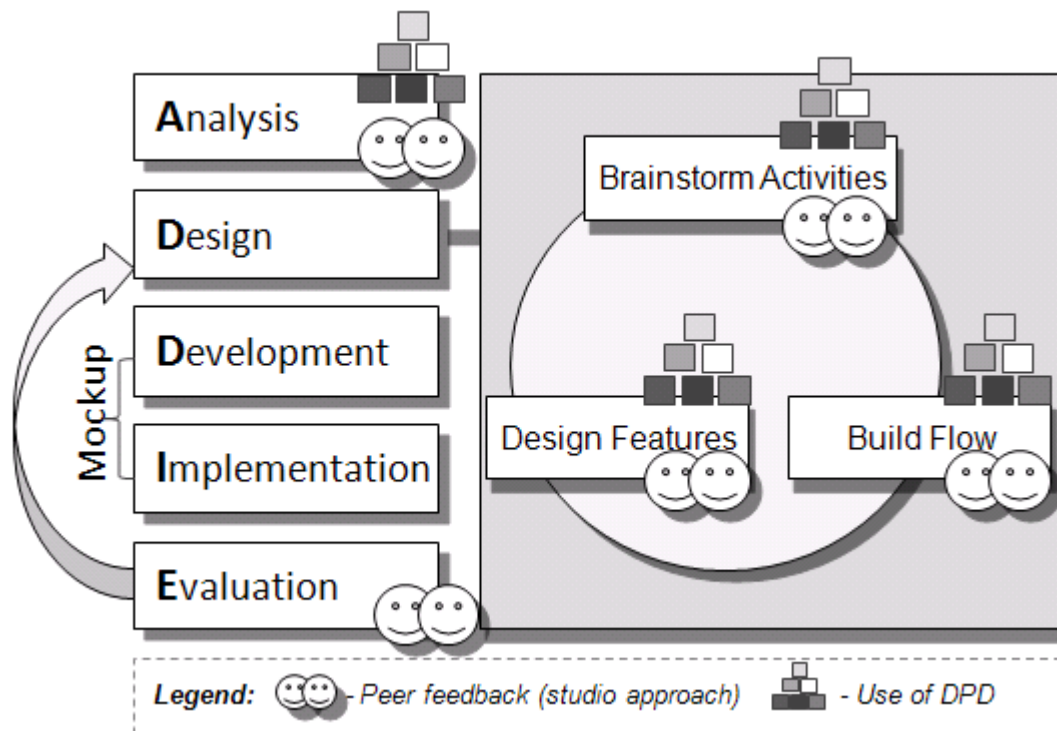 Analysis
Design
Development
Implementation
Evaluation
Mockup
Brainstorm Activities
Design Features
Build Flow
Legend: - Peer feedback (studio approach) - Use of DPD